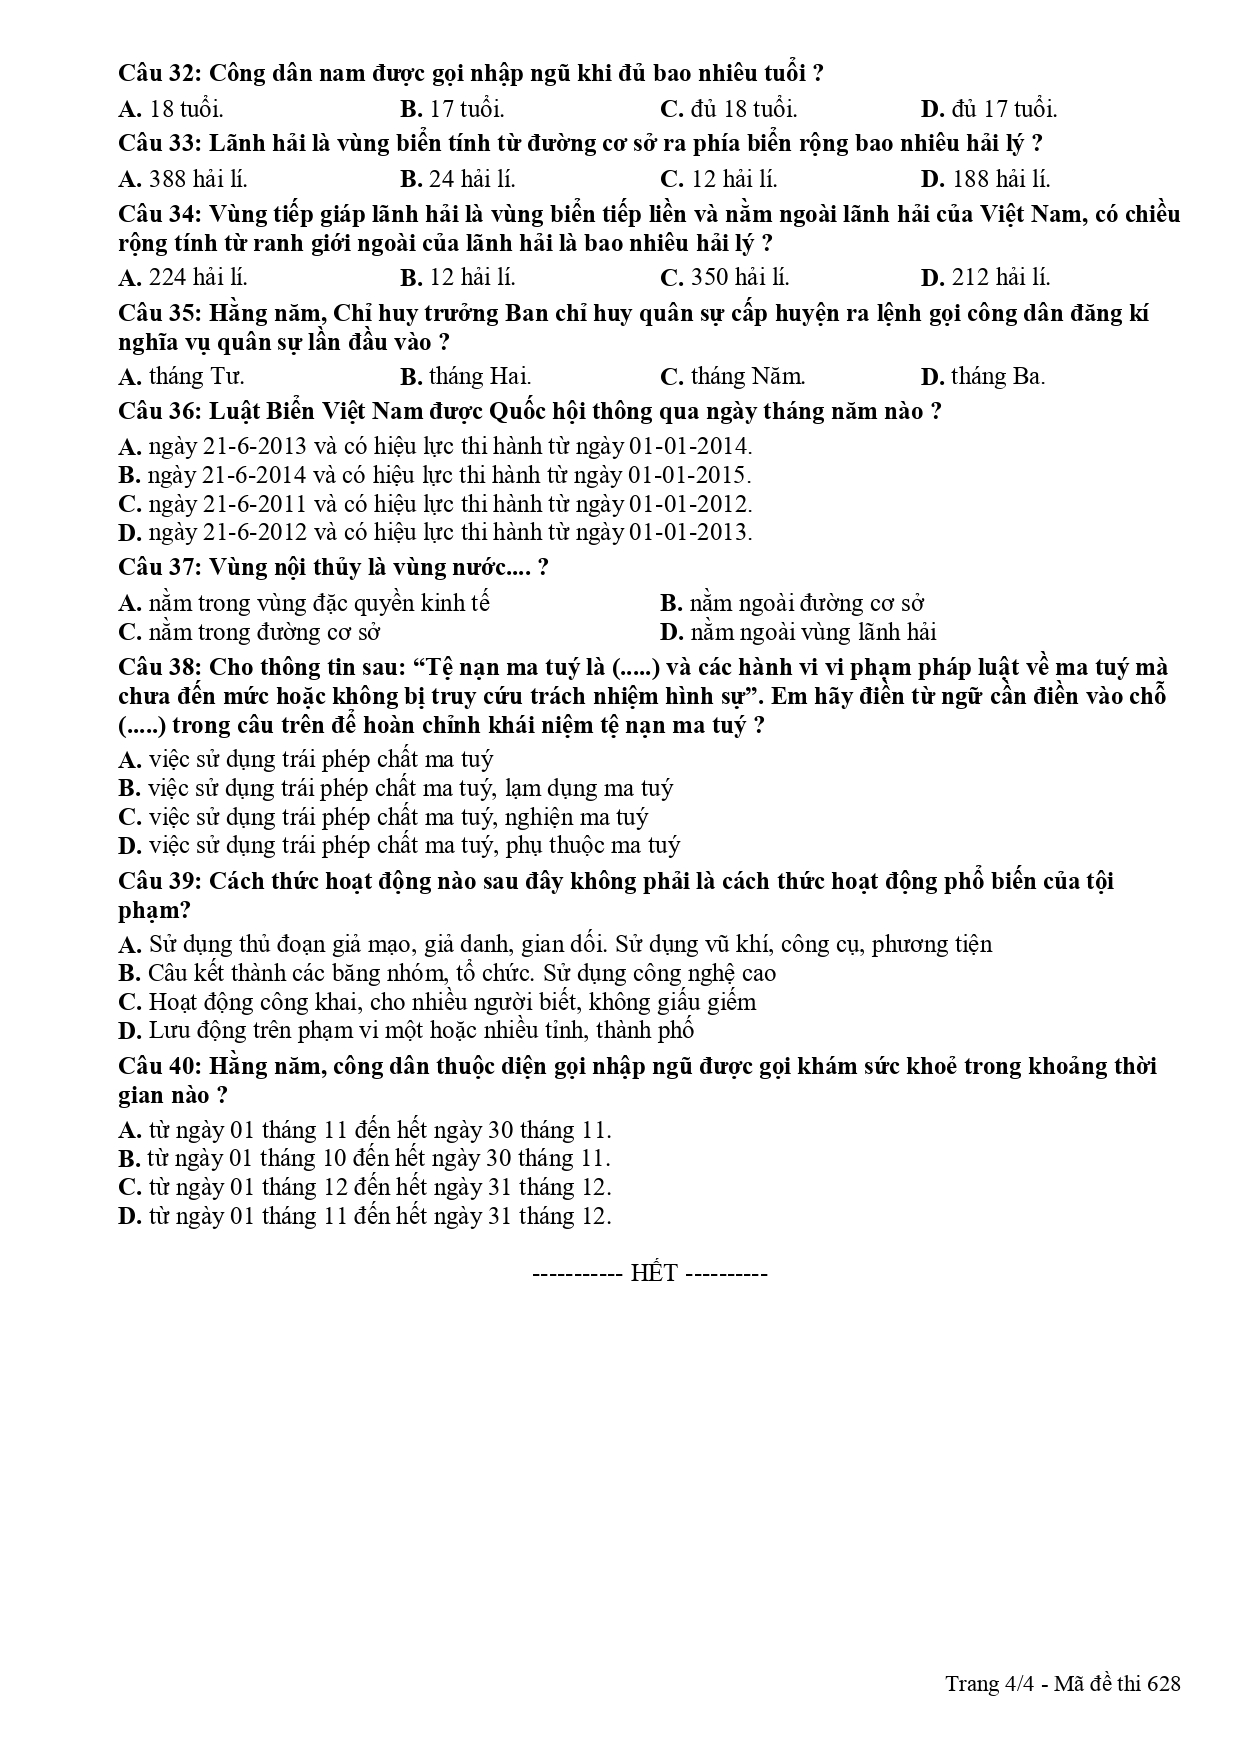 Câu 32: Công dân nam được gọi nhập ngũ khi đủ bao nhiêu tuổi ?
A. 18 tuổi. B. 17 tuổi. C. đủ 18 tuổi. D. đủ 17 tuổi.
Câu 33: Lãnh hải là vùng biển tính từ đường cơ sở ra phía biển rộng bao nhiêu hải lý ?
A. 388 hải lí. B. 24 hải lí. C. 12 hải lí. D. 188 hải lí.
Câu 34: Vùng tiếp giáp lãnh hải là vùng biển tiếp liền và nằm ngoài lãnh hải của Việt Nam, có chiều
rộng tính từ ranh giới ngoài của lãnh hải là bao nhiêu hải lý ?
A. 224 hải lí. B. 12 hải lí. C. 350 hải lí. D. 212 hải lí.
Câu 35: Hằng năm, Chỉ huy trưởng Ban chỉ huy quân sự cấp huyện ra lệnh gọi công dân đăng kí
nghĩa vụ quân sự lần đầu vào ?
A. tháng Tư. B. tháng Hai. C. tháng Năm. D. tháng Ba.
Câu 36: Luật Biển Việt Nam được Quốc hội thông qua ngày tháng năm nào ?
A. ngày 21-6-2013 và có hiệu lực thi hành từ ngày 01-01-2014.
B. ngày 21-6-2014 và có hiệu lực thi hành từ ngày 01-01-2015.
C. ngày 21-6-2011 và có hiệu lực thi hành từ ngày 01-01-2012.
D. ngày 21-6-2012 và có hiệu lực thi hành từ ngày 01-01-2013.
Câu 37: Vùng nội thủy là vùng nước.... ?
A. nằm trong vùng đặc quyền kinh tế B. nằm ngoài đường cơ sở
C. nằm trong đường cơ sở D. nằm ngoài vùng lãnh hải
Câu 38: Cho thông tin sau: “Tệ nạn ma tuý là (.....) và các hành vi vi phạm pháp luật về ma tuý mà
chưa đến mức hoặc không bị truy cứu trách nhiệm hình sự”. Em hãy điền từ ngữ cần điền vào chỗ
(.....) trong câu trên để hoàn chỉnh khái niệm tệ nạn ma tuý ?
A. việc sử dụng trái phép chất ma tuý
B. việc sử dụng trái phép chất ma tuý, lạm dụng ma tuý
C. việc sử dụng trái phép chất ma tuý, nghiện ma tuý
D. việc sử dụng trái phép chất ma tuý, phụ thuộc ma tuý
Câu 39: Cách thức hoạt động nào sau đây không phải là cách thức hoạt động phổ biến của tội
phạm?
A. Sử dụng thủ đoạn giả mạo, giả danh, gian dối. Sử dụng vũ khí, công cụ, phương tiện
B. Câu kết thành các băng nhóm, tổ chức. Sử dụng công nghệ cao
C. Hoạt động công khai, cho nhiều người biết, không giấu giếm
D. Lưu động trên phạm vi một hoặc nhiều tỉnh, thành phố
Câu 40: Hằng năm, công dân thuộc diện gọi nhập ngũ được gọi khám sức khoẻ trong khoảng thời
gian nào ?
A. từ ngày 01 tháng 11 đến hết ngày 30 tháng 11.
B. từ ngày 01 tháng 10 đến hết ngày 30 tháng 11.
C. từ ngày 01 tháng 12 đến hết ngày 31 tháng 12.
D. từ ngày 01 tháng 11 đến hết ngày 31 tháng 12.
----------- HẾT ----------
Trang 4/4 - Mã đề thi 628